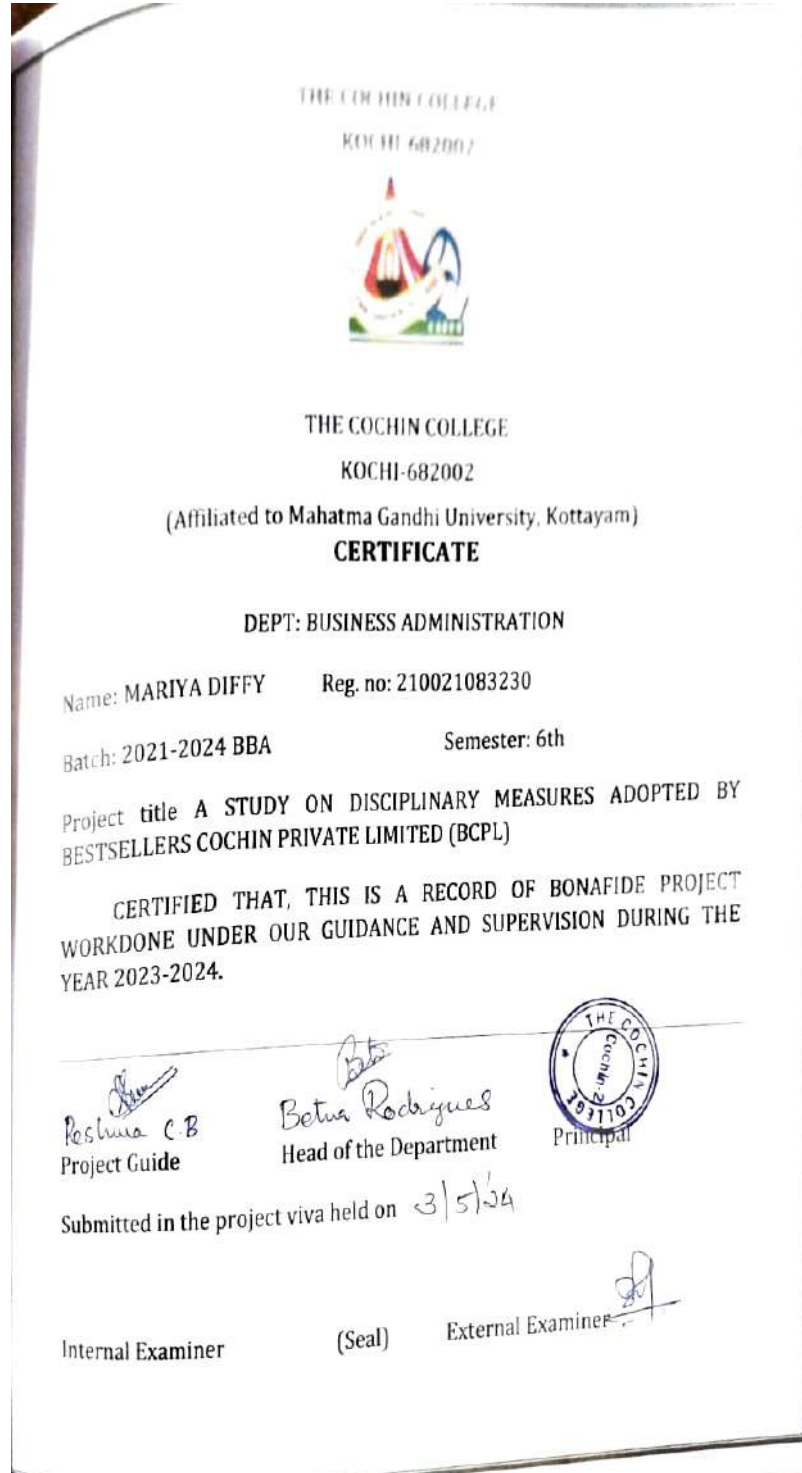 THE COCHIN COLLEGE
KOCHI-682002
THE COCHIN COLLEGE
KOCHI-682002
(Affiliated to Mahatma Gandhi University, Kottayam)
CERTIFICATE
DEPT: BUSINESS ADMINISTRATION
Name: MARIYA DIFFY Reg. no: 210021083230
Batch: 2021-2024 BBA Semester: 6th
Project title A STUDY ON DISCIPLINARY MEASURES ADOPTED BY
BESTSELLERS COCHIN PRIVATE LIMITED (BCPL)
CERTIFIED THAT, THIS IS A RECORD OF BONAFIDE PROJECT
WORKDONE UNDER OUR GUIDANCE AND SUPERVISION DURING THE
YEAR 2023-2024.
THE COCHIN COLLEGE
Cochin-2
Reshma C.B Betna Rodrigues
Project Guide Head of the Department Principal
Submitted in the project viva held on 3/5/24
Internal Examiner (Seal) External Examiner